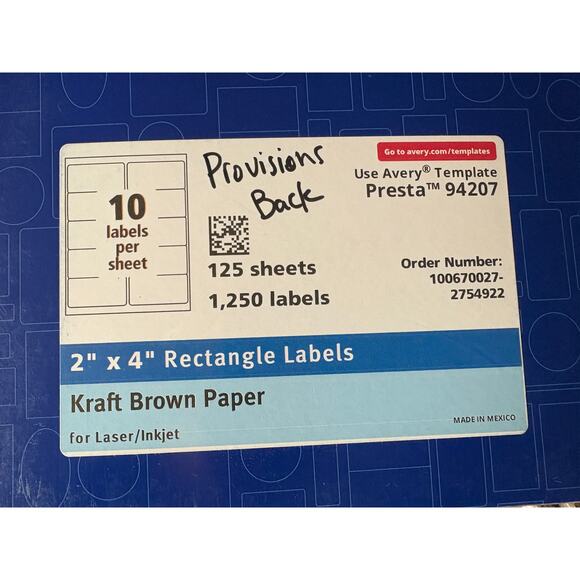 Provisions
Back
Go to avery.com/templates
Use Avery® Template
Presta™ 94207
10
labels
per
sheet
125 sheets
1,250 labels
Order Number:
100670027-
2754922
2" x 4" Rectangle Labels
Kraft Brown Paper
for Laser/Inkjet
MADE IN MEXICO